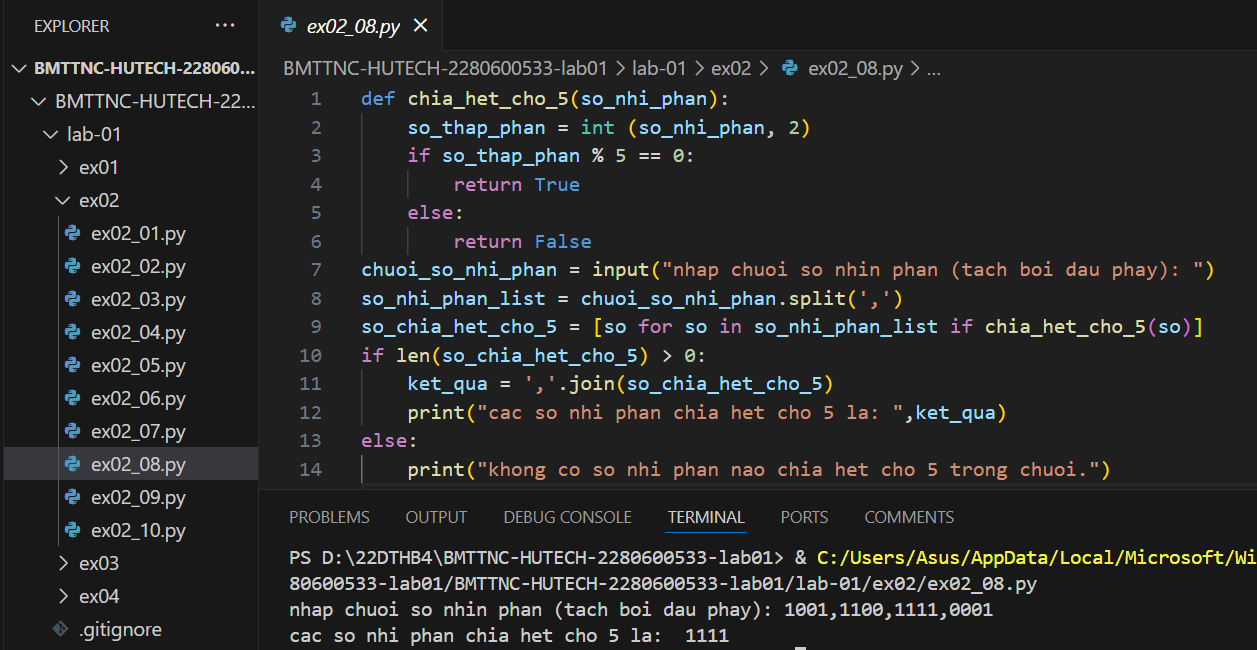 EXPLORER ...
BMTTNC-HUTECH-228060...
BMTTNC-HUTECH-22...
lab-01
ex01
ex02
ex02_01.py
ex02_02.py
ex02_03.py
ex02_04.py
ex02_05.py
ex02_06.py
ex02_07.py
ex02_08.py
ex02_09.py
ex02_10.py
ex03
ex04
.gitignore
ex02_08.py
BMTTNC-HUTECH-2280600533-lab01 > lab-01 > ex02 > ex02_08.py > ...
1 def chia_het_cho_5(so_nhi_phan):
2     so_thap_phan = int (so_nhi_phan, 2)
3     if so_thap_phan % 5 == 0:
4         return True
5     else:
6         return False
7 chuoi_so_nhi_phan = input("nhap chuoi so nhin phan (tach boi dau phay): ")
8 so_nhi_phan_list = chuoi_so_nhi_phan.split(',')
9 so_chia_het_cho_5 = [so for so in so_nhi_phan_list if chia_het_cho_5(so)]
10 if len(so_chia_het_cho_5) > 0:
11     ket_qua = ','.join(so_chia_het_cho_5)
12     print("cac so nhi phan chia het cho 5 la: ",ket_qua)
13 else:
14     print("khong co so nhi phan nao chia het cho 5 trong chuoi.")
PROBLEMS OUTPUT DEBUG CONSOLE TERMINAL PORTS COMMENTS
PS D:\22DTHB4\BMTTNC-HUTECH-2280600533-lab01> & C:/Users/Asus/AppData/Local/Microsoft/Wi
80600533-lab01/BMTTNC-HUTECH-2280600533-lab01/lab-01/ex02/ex02_08.py
nhap chuoi so nhin phan (tach boi dau phay): 1001,1100,1111,0001
cac so nhi phan chia het cho 5 la:  1111